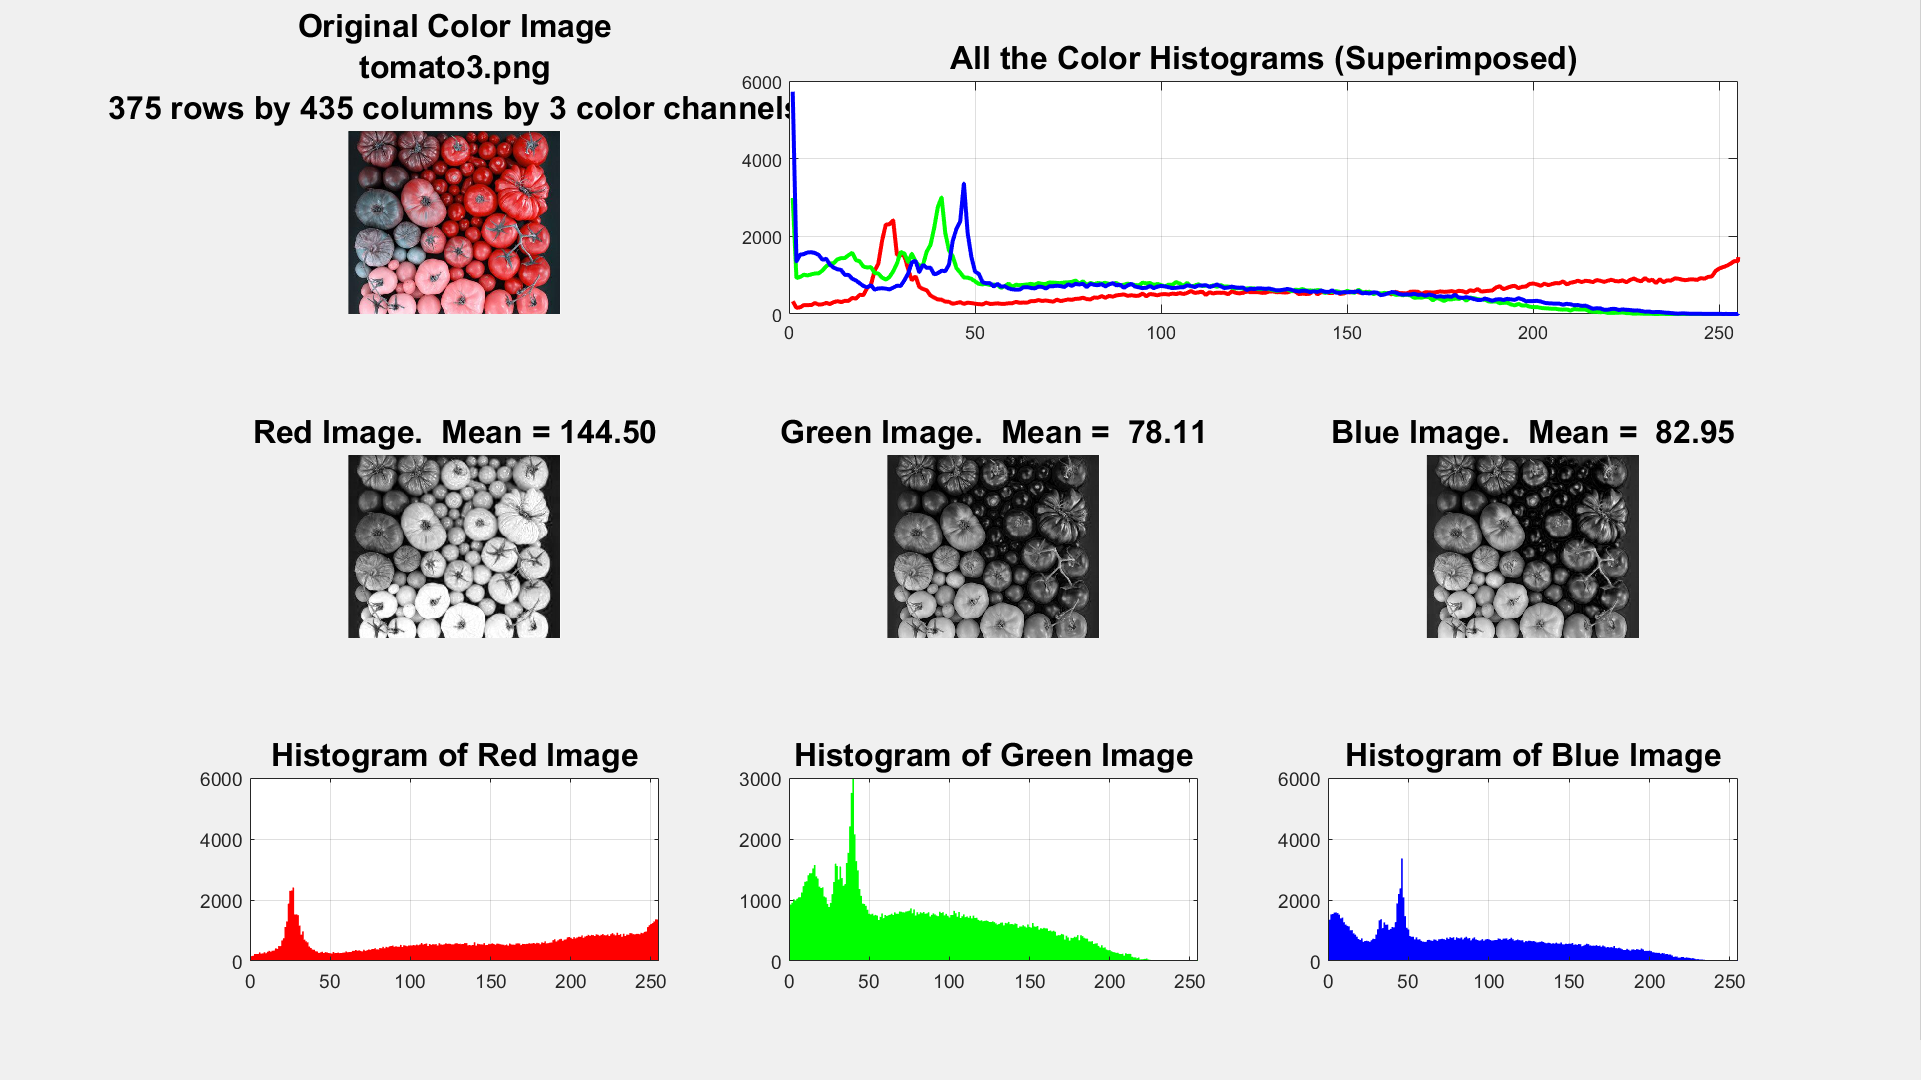 Original Color Image
tomato3.png
375 rows by 435 columns by 3 color channels
All the Color Histograms (Superimposed)
6000
4000
2000
0
0 50 100 150 200 250
Red Image. Mean = 144.50
Green Image. Mean = 78.11
Blue Image. Mean = 82.95
Histogram of Red Image
6000
4000
2000
0
0 50 100 150 200 250
Histogram of Green Image
3000
2000
1000
0
0 50 100 150 200 250
Histogram of Blue Image
6000
4000
2000
0
0 50 100 150 200 250